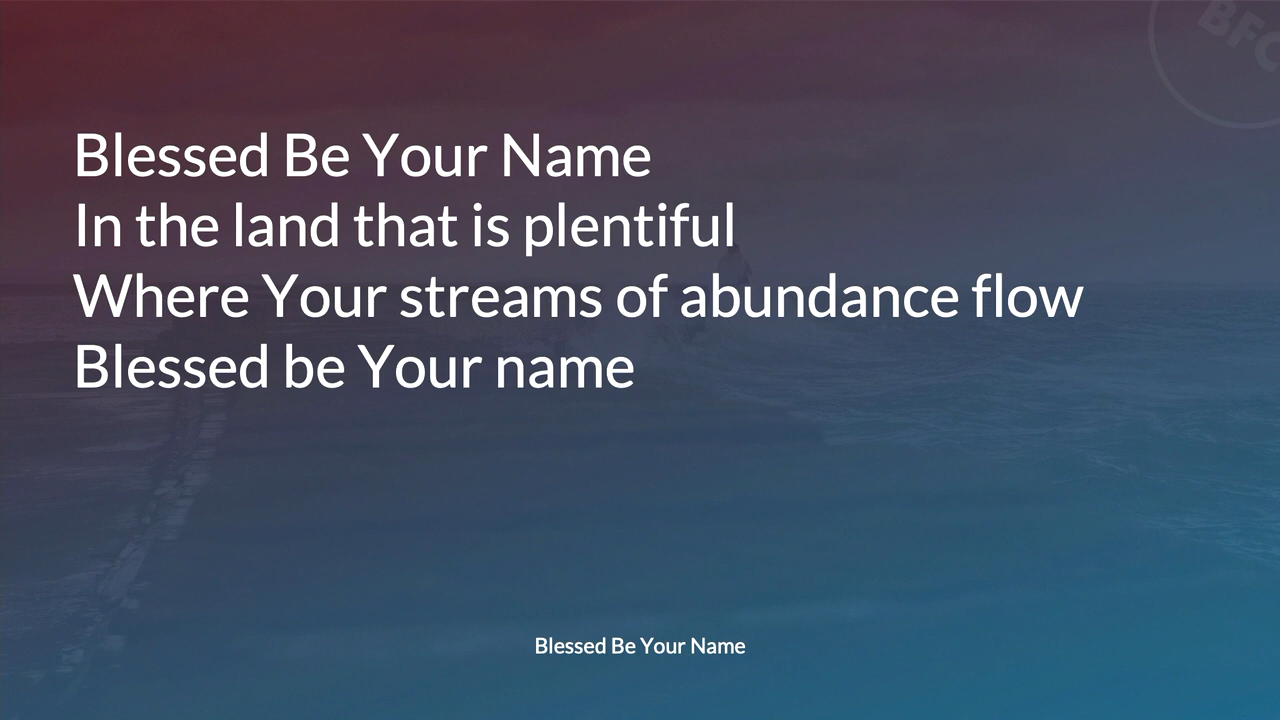 BFC
Blessed Be Your Name
In the land that is plentiful
Where Your streams of abundance flow
Blessed be Your name
Blessed Be Your Name